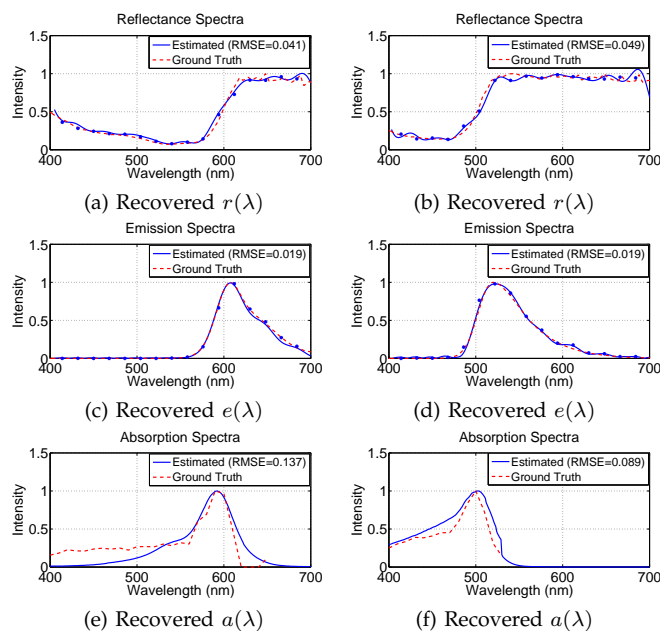 Reflectance Spectra
Estimated (RMSE=0.041)
Ground Truth
Intensity
1.5
1
0.5
0
400
500
600
700
Wavelength (nm)
(a) Recovered r(λ)
Reflectance Spectra
Estimated (RMSE=0.049)
Ground Truth
Intensity
1.5
1
0.5
0
400
500
600
700
Wavelength (nm)
(b) Recovered r(λ)
Emission Spectra
Estimated (RMSE=0.019)
Ground Truth
Intensity
1.5
1
0.5
0
400
500
600
700
Wavelength (nm)
(c) Recovered e(λ)
Emission Spectra
Estimated (RMSE=0.019)
Ground Truth
Intensity
1.5
1
0.5
0
400
500
600
700
Wavelength (nm)
(d) Recovered e(λ)
Absorption Spectra
Estimated (RMSE=0.137)
Ground Truth
Intensity
1.5
1
0.5
0
400
500
600
700
Wavelength (nm)
(e) Recovered a(λ)
Absorption Spectra
Estimated (RMSE=0.089)
Ground Truth
Intensity
1.5
1
0.5
0
400
500
600
700
Wavelength (nm)
(f) Recovered a(λ)